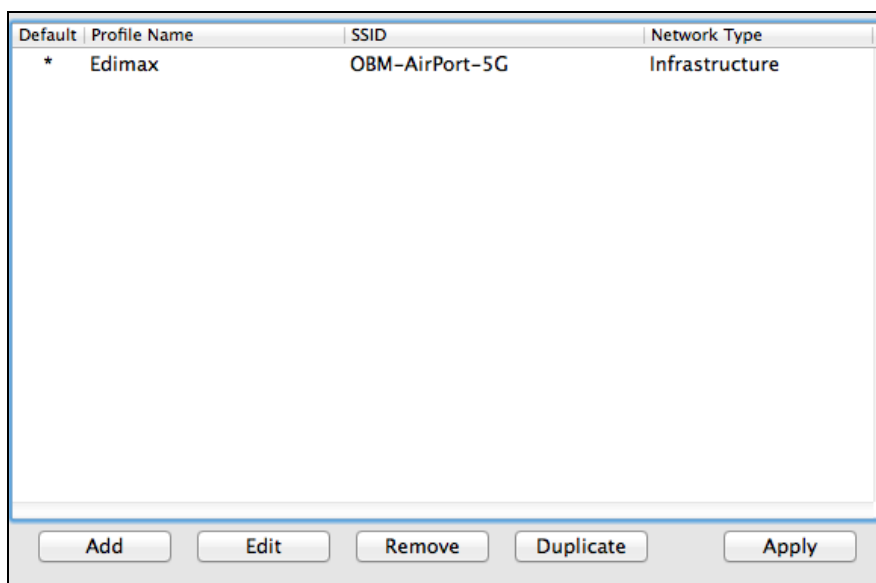 Default Profile Name SSID Network Type
* Edimax OBM-AirPort-5G Infrastructure
Add Edit Remove Duplicate Apply